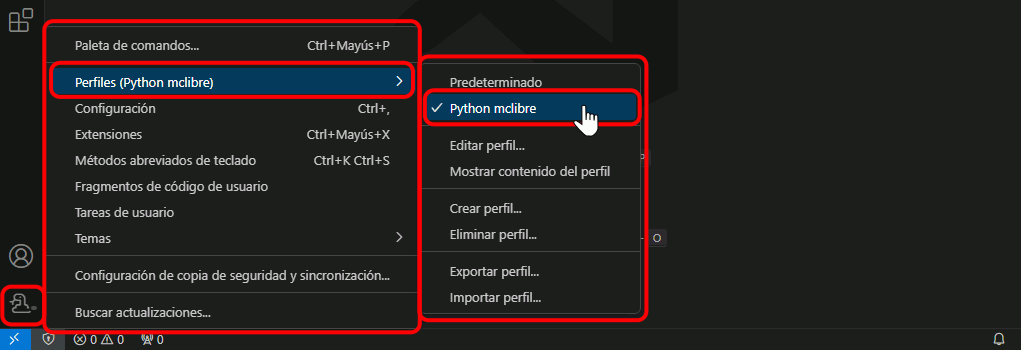 Paleta de comandos... Ctrl+Mayús+P
Perfiles (Python mclibre)
Configuración Ctrl+,
Extensiones Ctrl+Mayús+X
Métodos abreviados de teclado Ctrl+K Ctrl+S
Fragmentos de código de usuario
Tareas de usuario
Temas
Configuración de copia de seguridad y sincronización...
Buscar actualizaciones...
Predeterminado
Python mclibre
Editar perfil...
Mostrar contenido del perfil
Crear perfil...
Eliminar perfil...
Exportar perfil...
Importar perfil...
O
0 0 0